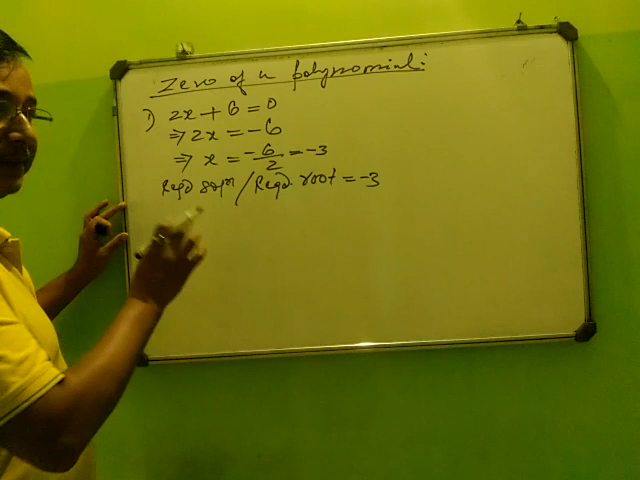 Zero of a polynomial:
1) 2x + 6 = 0
⇒ 2x = -6
⇒ x = -6/2 = -3
Reqd soln / Reqd. root = -3